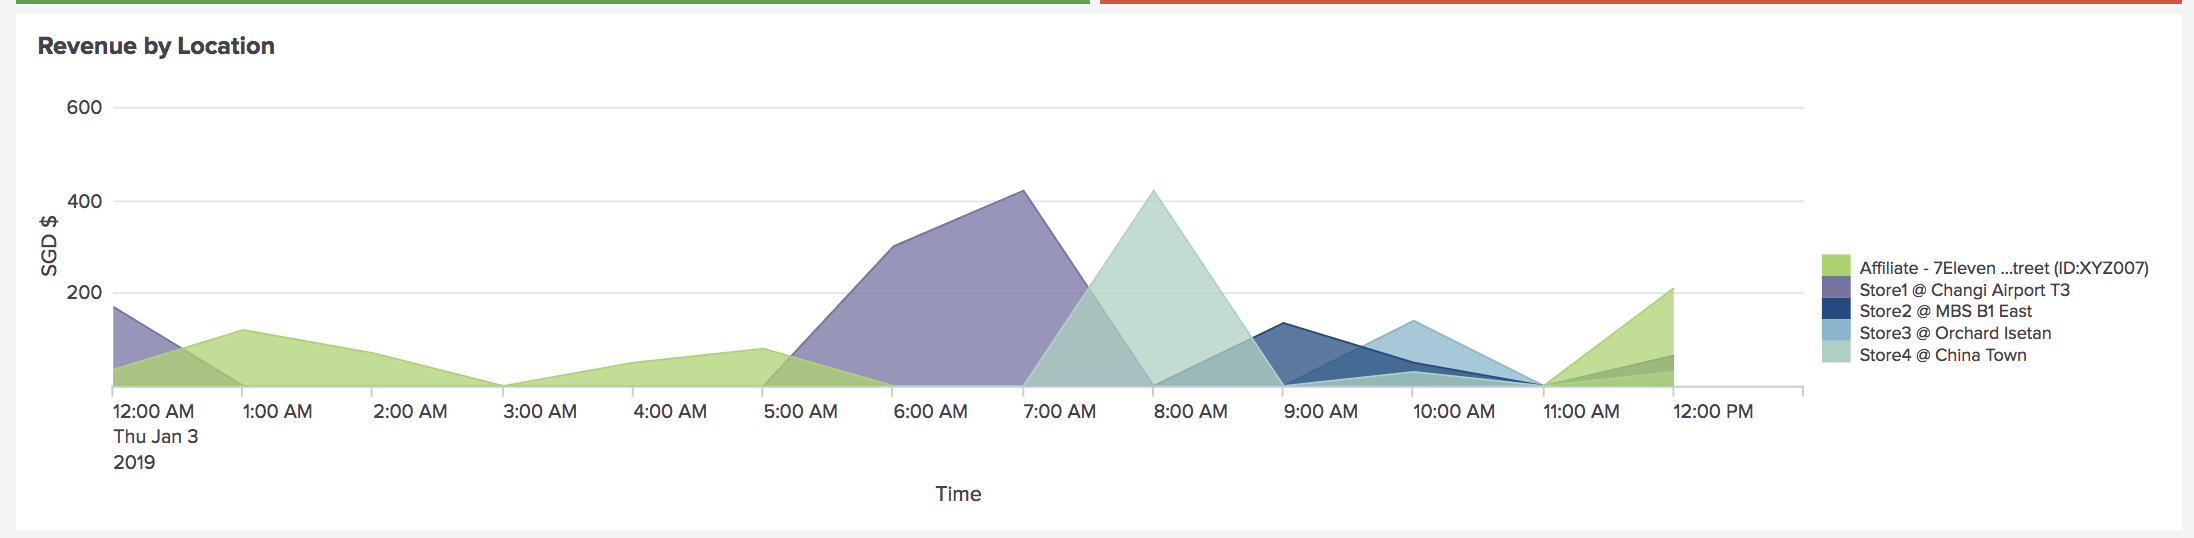 Revenue by Location
600
400
200
SGD $
12:00 AM
Thu Jan 3
2019
1:00 AM
2:00 AM
3:00 AM
4:00 AM
5:00 AM
6:00 AM
7:00 AM
8:00 AM
9:00 AM
10:00 AM
11:00 AM
12:00 PM
Time
Affiliate - 7Eleven ...treet (ID:XYZ007)
Store1 @ Changi Airport T3
Store2 @ MBS B1 East
Store3 @ Orchard Isetan
Store4 @ China Town